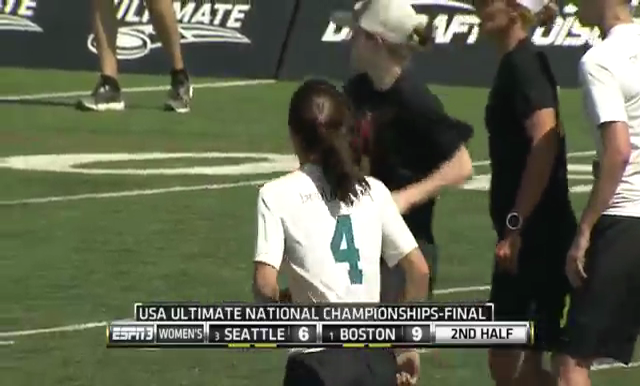 ULTIMATE
4
USA ULTIMATE NATIONAL CHAMPIONSHIPS-FINAL
ESPN3 WOMEN'S 3 SEATTLE 6 1 BOSTON 9 2ND HALF